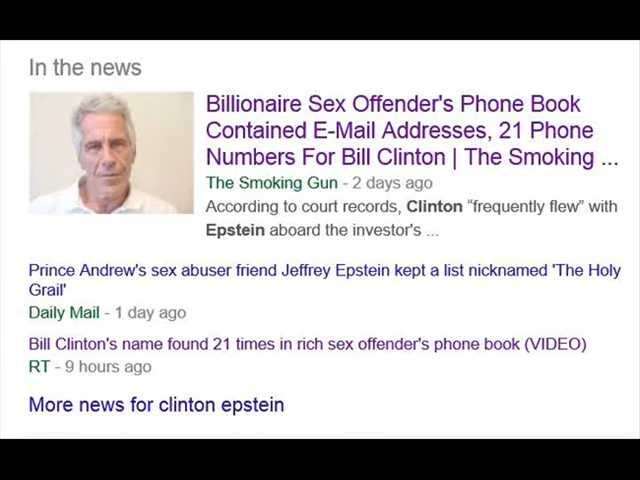 In the news
Billionaire Sex Offender's Phone Book
Contained E-Mail Addresses, 21 Phone
Numbers For Bill Clinton | The Smoking ...
The Smoking Gun - 2 days ago
According to court records, Clinton “frequently flew” with
Epstein aboard the investor's ...
Prince Andrew's sex abuser friend Jeffrey Epstein kept a list nicknamed 'The Holy
Grail'
Daily Mail - 1 day ago
Bill Clinton's name found 21 times in rich sex offender's phone book (VIDEO)
RT - 9 hours ago
More news for clinton epstein